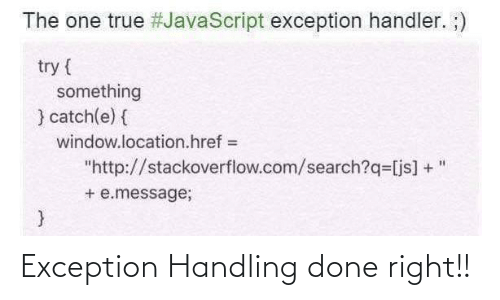 The one true #JavaScript exception handler. ;)
try {
something
} catch(e) {
window.location.href =
"http://stackoverflow.com/search?q=[js] + "
+ e.message;
}
Exception Handling done right!!